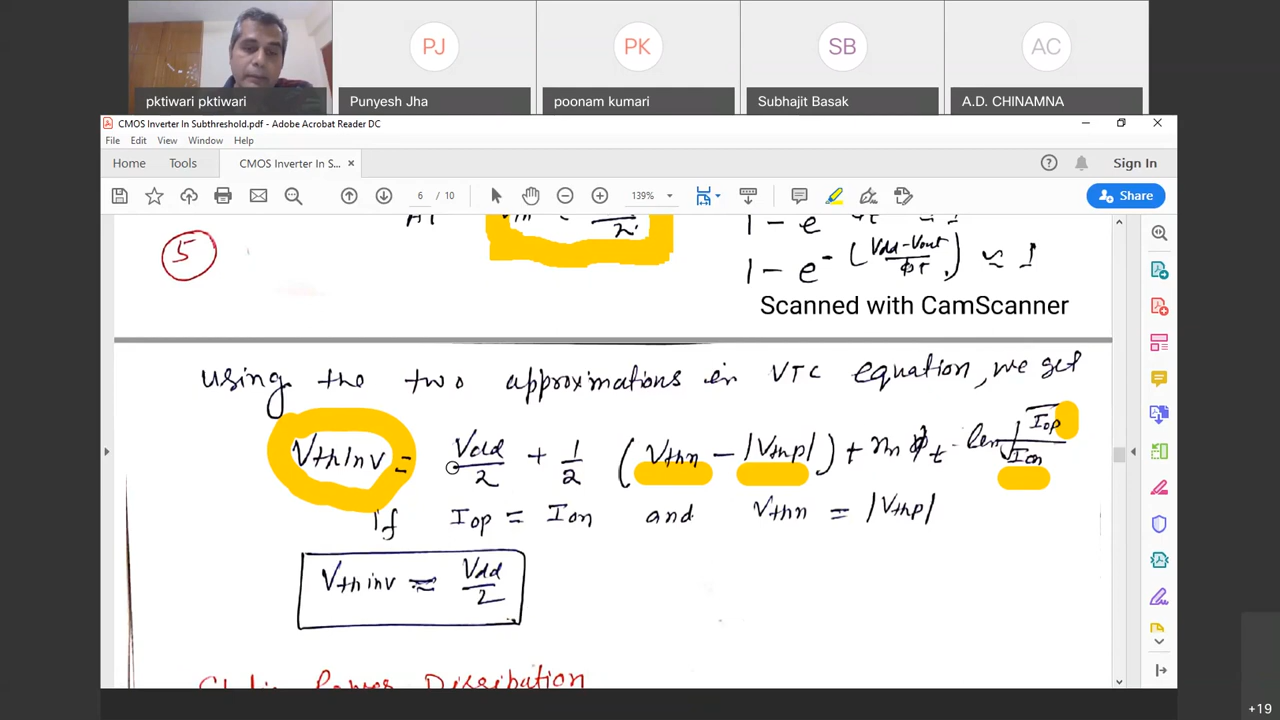 PJ
PK
SB
AC
pktiwari pktiwari
Punyesh Jha
poonam kumari
Subhajit Basak
A.D. CHINAMNA
CMOS Inverter In Subthreshold.pdf - Adobe Acrobat Reader DC
File Edit View Window Help
Home Tools CMOS Inverter In S... × Sign In
6 / 10 139% Share
5
1 - e^-(Vdd-Vout/φt) ≈ 1
Scanned with CamScanner
using the two approximations in VTC equation, we get
Vthinv = Vdd/2 + 1/2 (Vthn - |Vthp|) + m φt · ln √Iop/√Ion
if Iop = Ion and Vthn = |Vthp|
Vthinv ≈ Vdd/2
Static Power Dissipation
+19